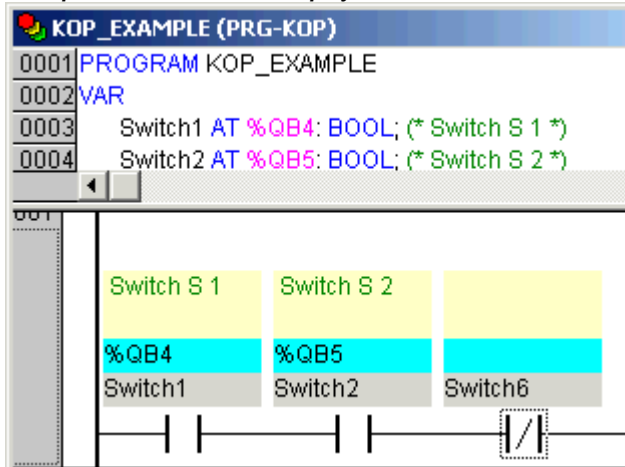 KOP_EXAMPLE (PRG-KOP)
0001 PROGRAM KOP_EXAMPLE
0002 VAR
0003 Switch1 AT %QB4: BOOL; (* Switch S 1 *)
0004 Switch2 AT %QB5: BOOL; (* Switch S 2 *)
Switch S 1 Switch S 2
%QB4 %QB5
Switch1 Switch2 Switch6